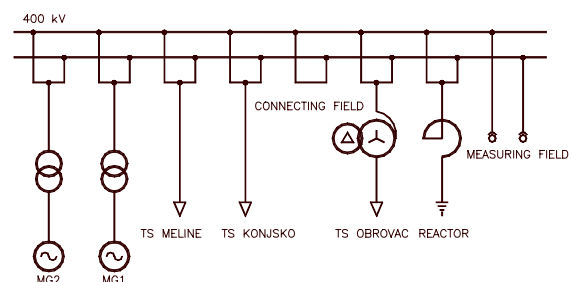 400 kV
CONNECTING FIELD
MEASURING FIELD
TS MELINE
TS KONJSKO
TS OBROVAC
REACTOR
MG2
MG1